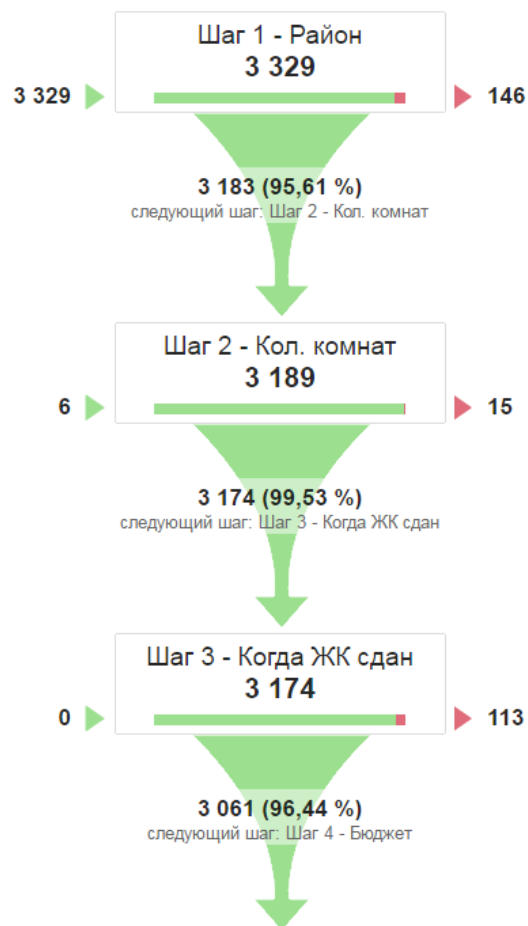 Шаг 1 - Район
3 329
3 329
146
3 183 (95,61 %)
следующий шаг: Шаг 2 - Кол. комнат
Шаг 2 - Кол. комнат
3 189
6
15
3 174 (99,53 %)
следующий шаг: Шаг 3 - Когда ЖК сдан
Шаг 3 - Когда ЖК сдан
3 174
0
113
3 061 (96,44 %)
следующий шаг: Шаг 4 - Бюджет